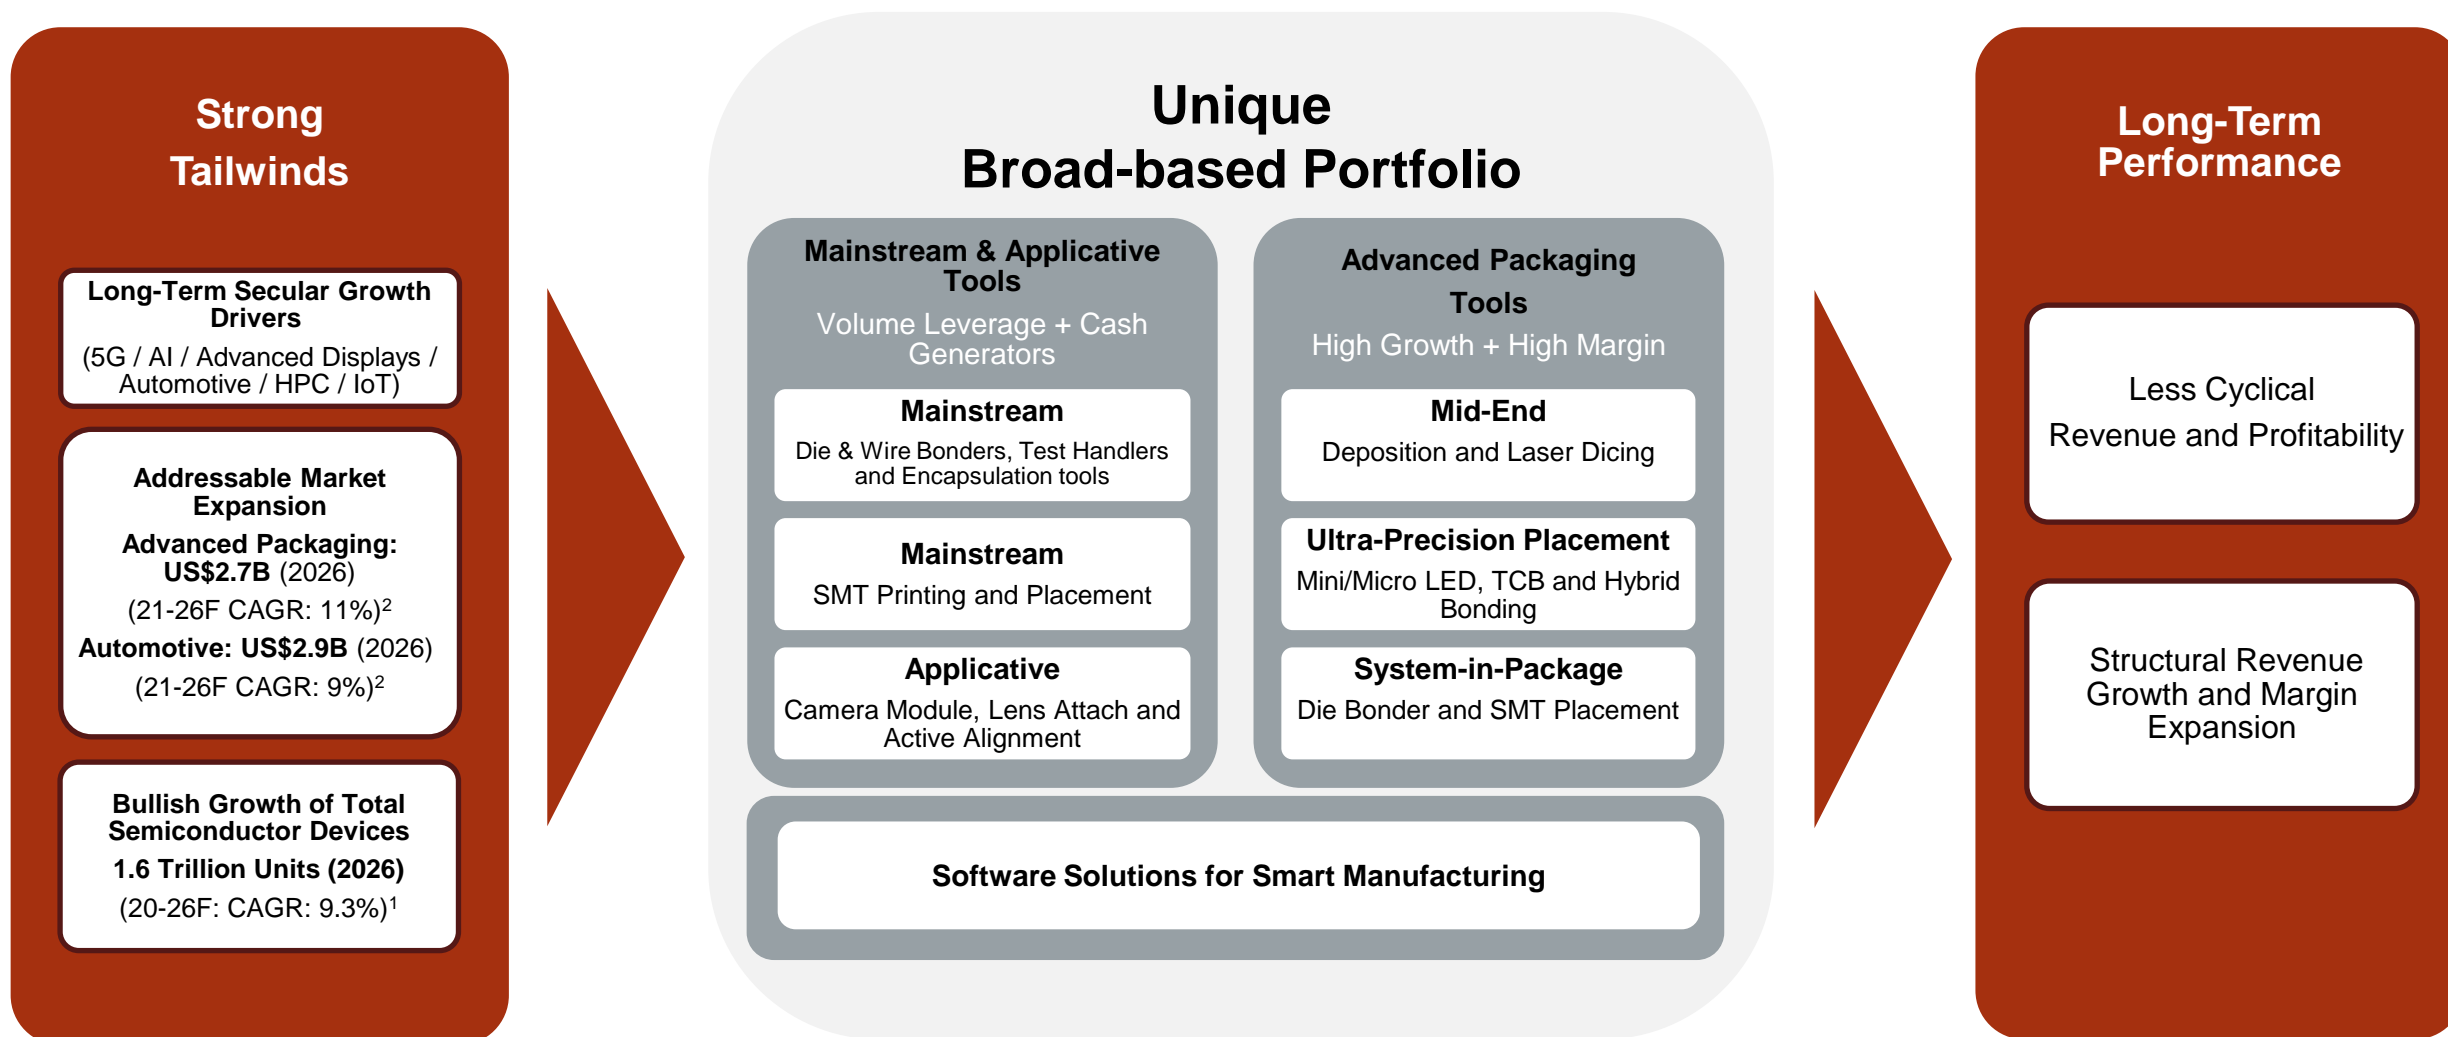 Strong
Tailwinds
Long-Term Secular Growth
Drivers
(5G / AI / Advanced Displays /
Automotive / HPC / IoT)
Addressable Market
Expansion
Advanced Packaging:
US$2.7B (2026)
(21-26F CAGR: 11%)²
Automotive: US$2.9B (2026)
(21-26F CAGR: 9%)²
Bullish Growth of Total
Semiconductor Devices
1.6 Trillion Units (2026)
(20-26F: CAGR: 9.3%)¹
Unique
Broad-based Portfolio
Mainstream & Applicative
Tools
Volume Leverage + Cash
Generators
Mainstream
Die & Wire Bonders, Test Handlers
and Encapsulation tools
Mainstream
SMT Printing and Placement
Applicative
Camera Module, Lens Attach and
Active Alignment
Advanced Packaging
Tools
High Growth + High Margin
Mid-End
Deposition and Laser Dicing
Ultra-Precision Placement
Mini/Micro LED, TCB and Hybrid
Bonding
System-in-Package
Die Bonder and SMT Placement
Software Solutions for Smart Manufacturing
Long-Term
Performance
Less Cyclical
Revenue and Profitability
Structural Revenue
Growth and Margin
Expansion